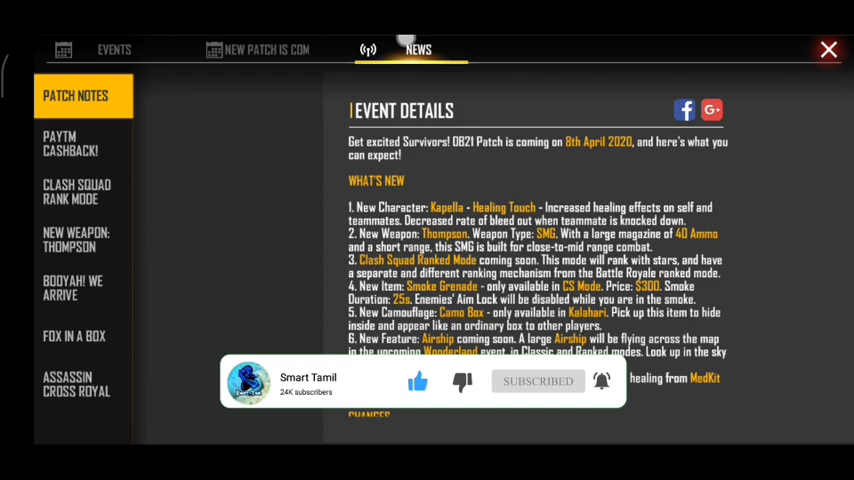 EVENTS
NEW PATCH IS COM
NEWS
PATCH NOTES
PAYTM
CASHBACK!
CLASH SQUAD
RANK MODE
NEW WEAPON:
THOMPSON
BOOYAH! WE
ARRIVE
FOX IN A BOX
ASSASSIN
CROSS ROYAL
EVENT DETAILS
Get excited Survivors! OB21 Patch is coming on 8th April 2020, and here's what you
can expect!
WHAT'S NEW
1. New Character: Kapella - Healing Touch - Increased healing effects on self and
teammates. Decreased rate of bleed out when teammate is knocked down.
2. New Weapon: Thompson. Weapon Type: SMG. With a large magazine of 40 Ammo
and a short range, this SMG is built for close-to-mid range combat.
3. Clash Squad Ranked Mode coming soon. This mode will rank with stars, and have
a separate and different ranking mechanism from the Battle Royale ranked mode.
4. New Item: Smoke Grenade - only available in CS Mode. Price: $300. Smoke
Duration: 25s. Enemies' Aim Lock will be disabled while you are in the smoke.
5. New Camouflage: Camo Box - only available in Kalahari. Pick up this item to hide
inside and appear like an ordinary box to other players.
6. New Feature: Airship coming soon. A large Airship will be flying across the map
in the upcoming Wonderland event, in Classic and Ranked modes. Look up in the sky
healing from MedKit
CHANGES
Smart Tamil
24K subscribers
SUBSCRIBED